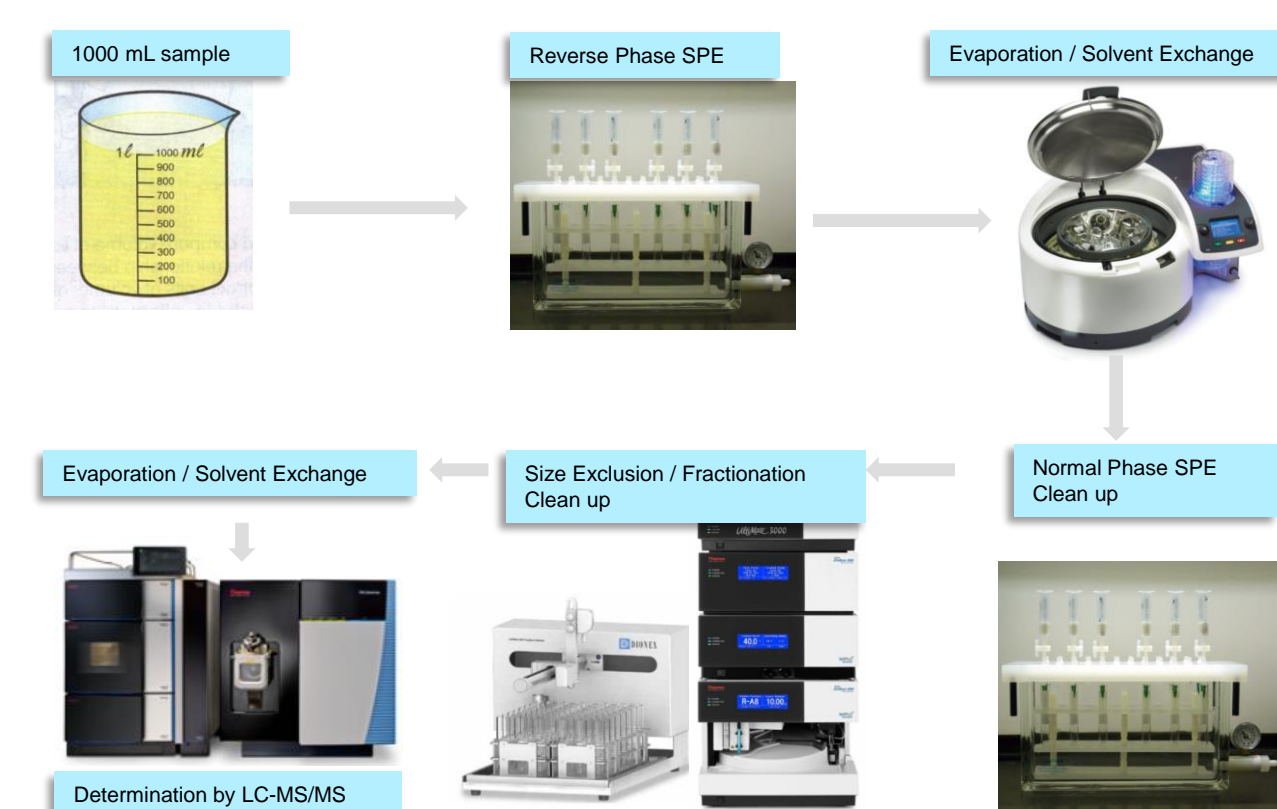 1000 mL sample
Reverse Phase SPE
Evaporation / Solvent Exchange
1ℓ
1000 ml
900
800
700
600
500
400
300
200
100
Normal Phase SPE
Clean up
Size Exclusion / Fractionation
Clean up
Evaporation / Solvent Exchange
UltiMate 3000
DIONEX
40.0
R-AB 10.00
Determination by LC-MS/MS